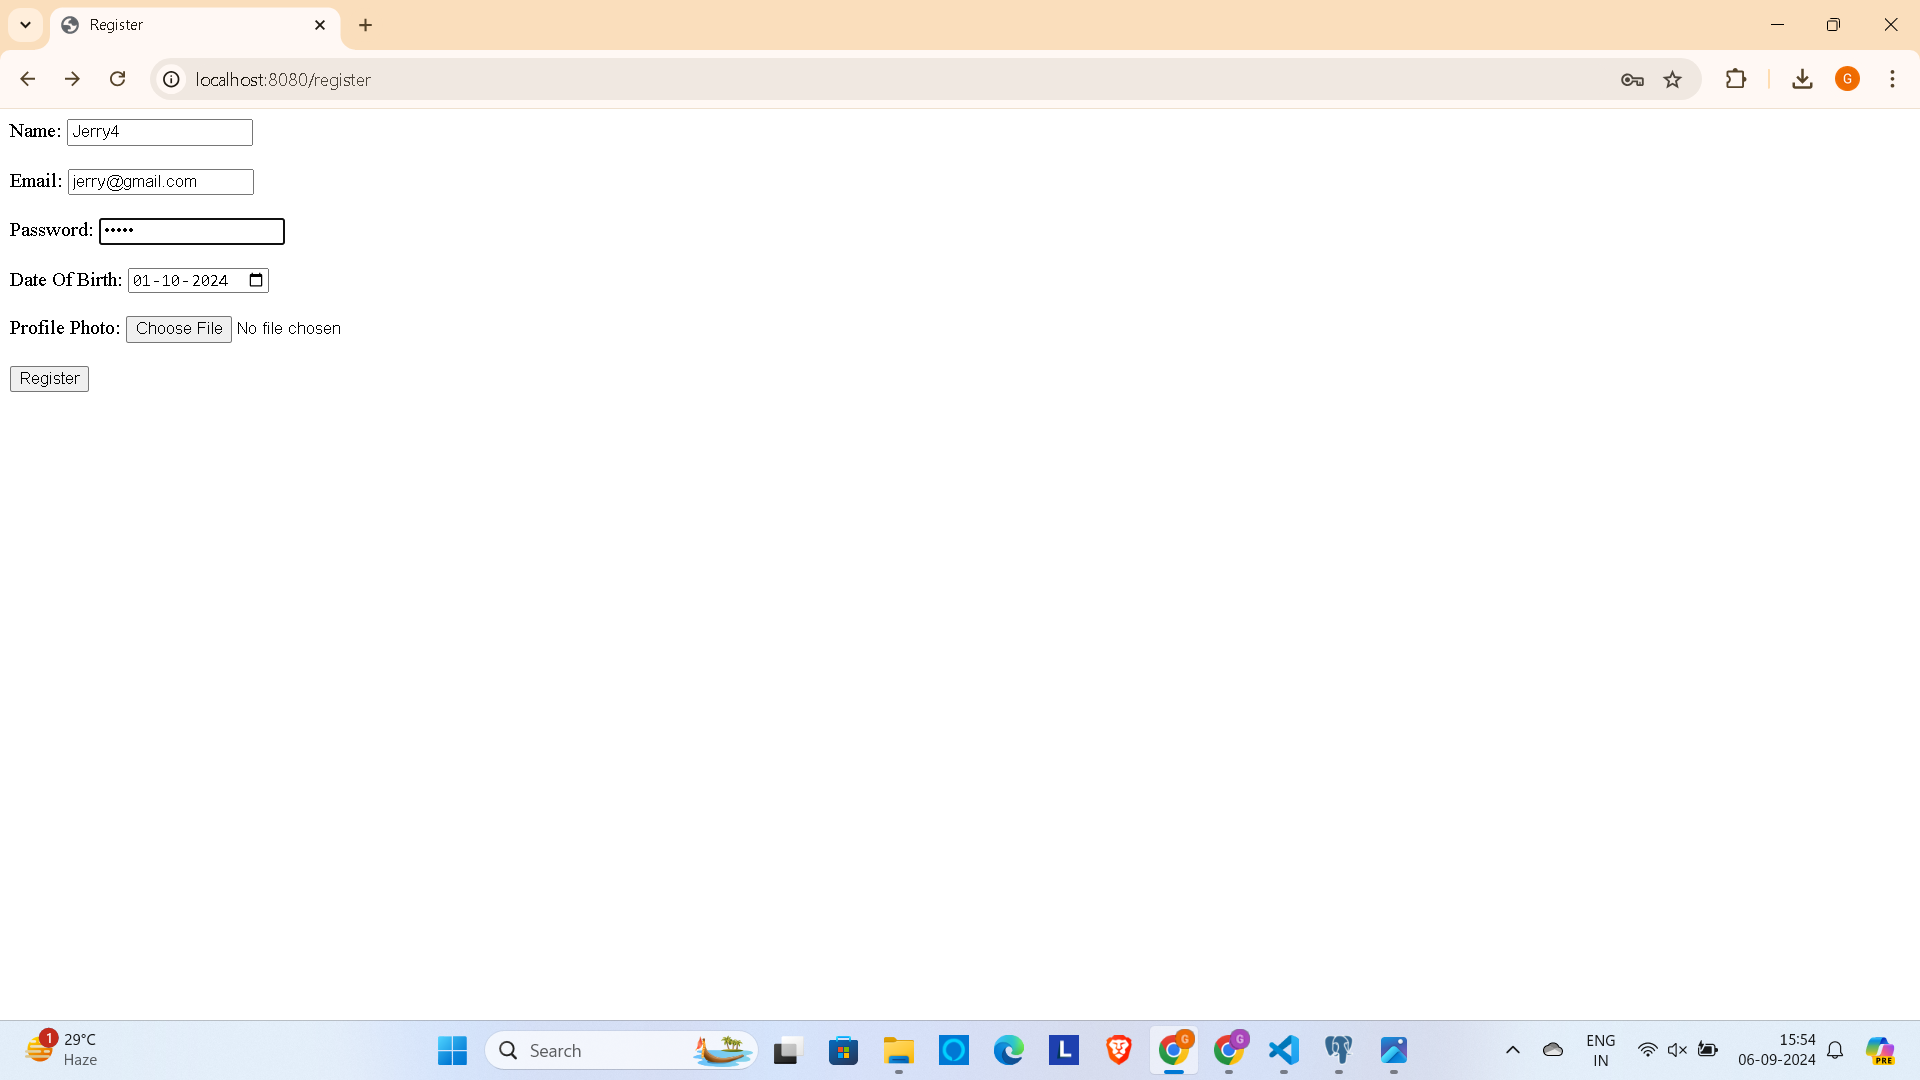 Register
localhost:8080/register
G
Name: Jerry4
Email: jerry@gmail.com
Password: •••••
Date Of Birth: 01-10-2024
Profile Photo: Choose File No file chosen
Register
1
29°C
Haze
Search
L
G
G
ENG
IN
15:54
06-09-2024
PRE